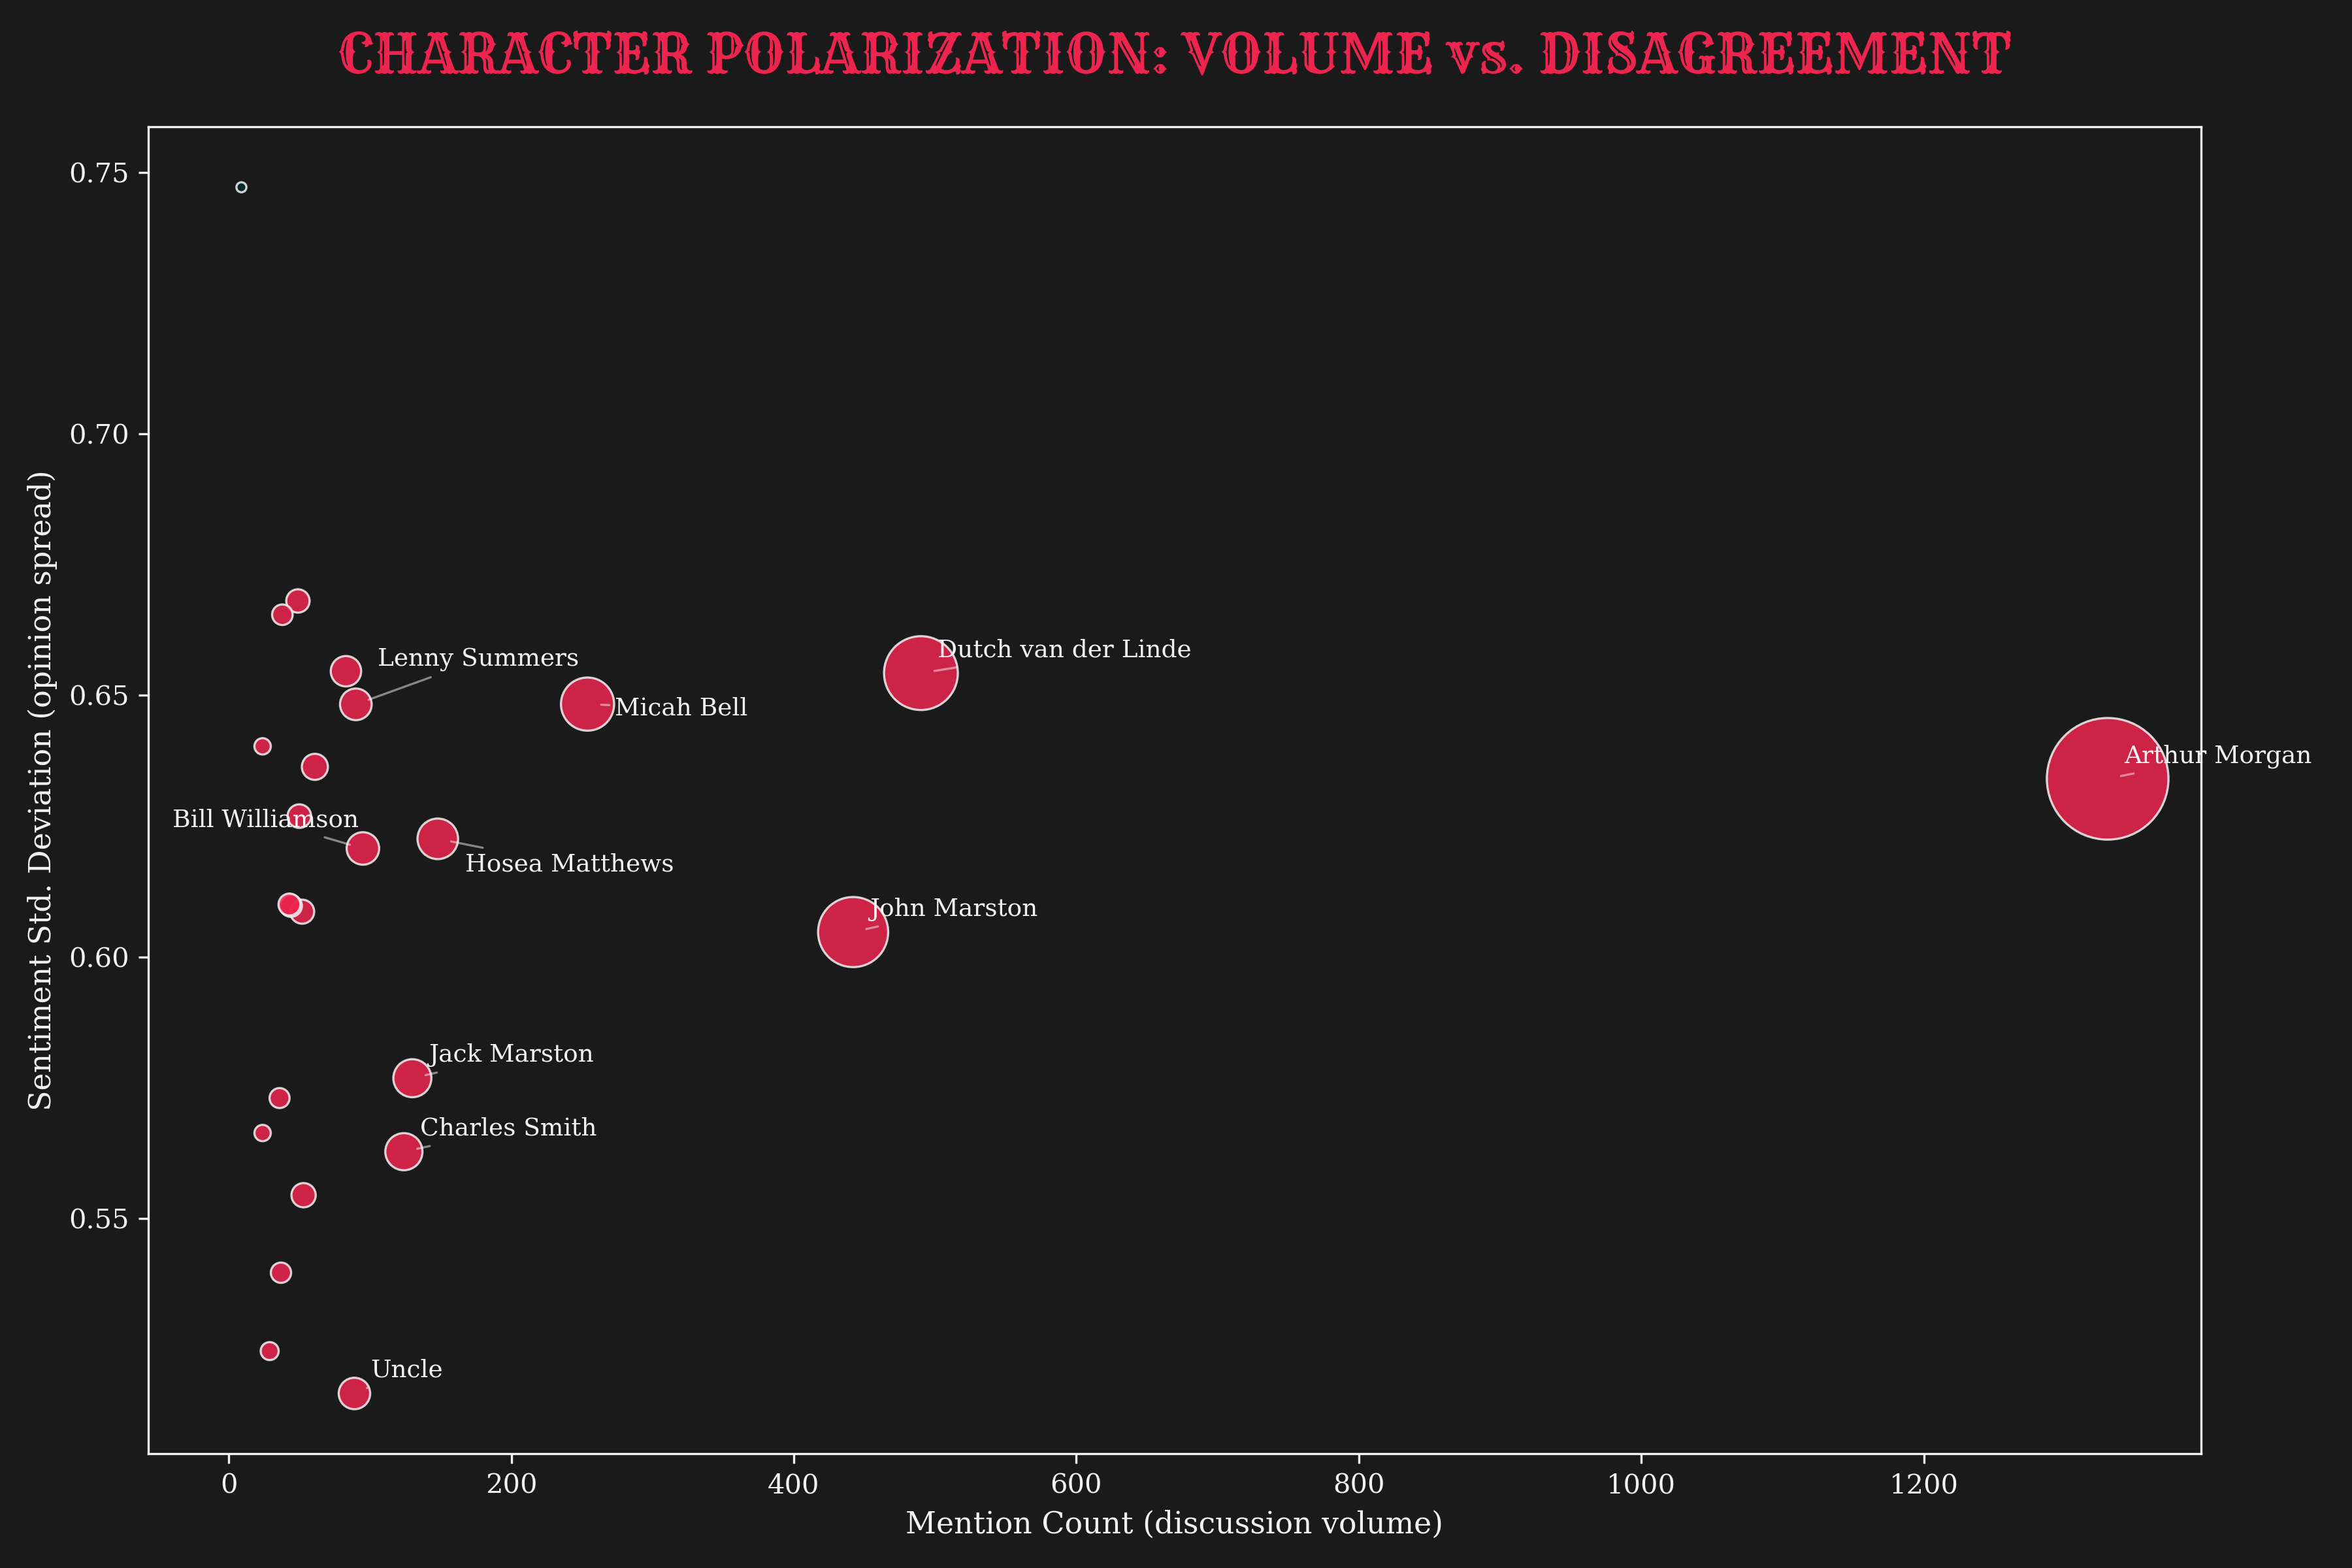 CHARACTER POLARIZATION: VOLUME vs. DISAGREEMENT
Sentiment Std. Deviation (opinion spread)
0.75
0.70
0.65
0.60
0.55
Lenny Summers
Dutch van der Linde
Micah Bell
Arthur Morgan
Bill Williamson
Hosea Matthews
John Marston
Jack Marston
Charles Smith
Uncle
0 200 400 600 800 1000 1200
Mention Count (discussion volume)